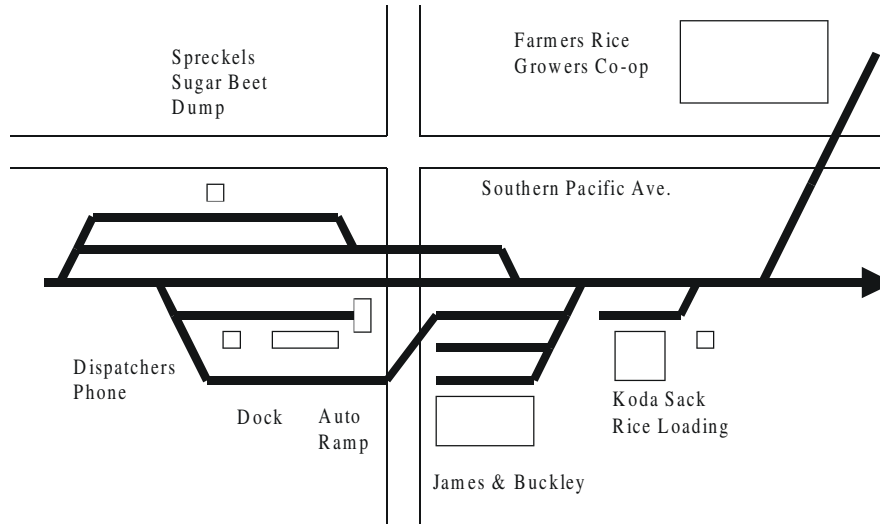 Spreckels
Sugar Beet
Dump
Farmers Rice
Growers Co-op
Southern Pacific Ave.
Dispatchers
Phone
Dock
Auto
Ramp
Koda Sack
Rice Loading
James & Buckley